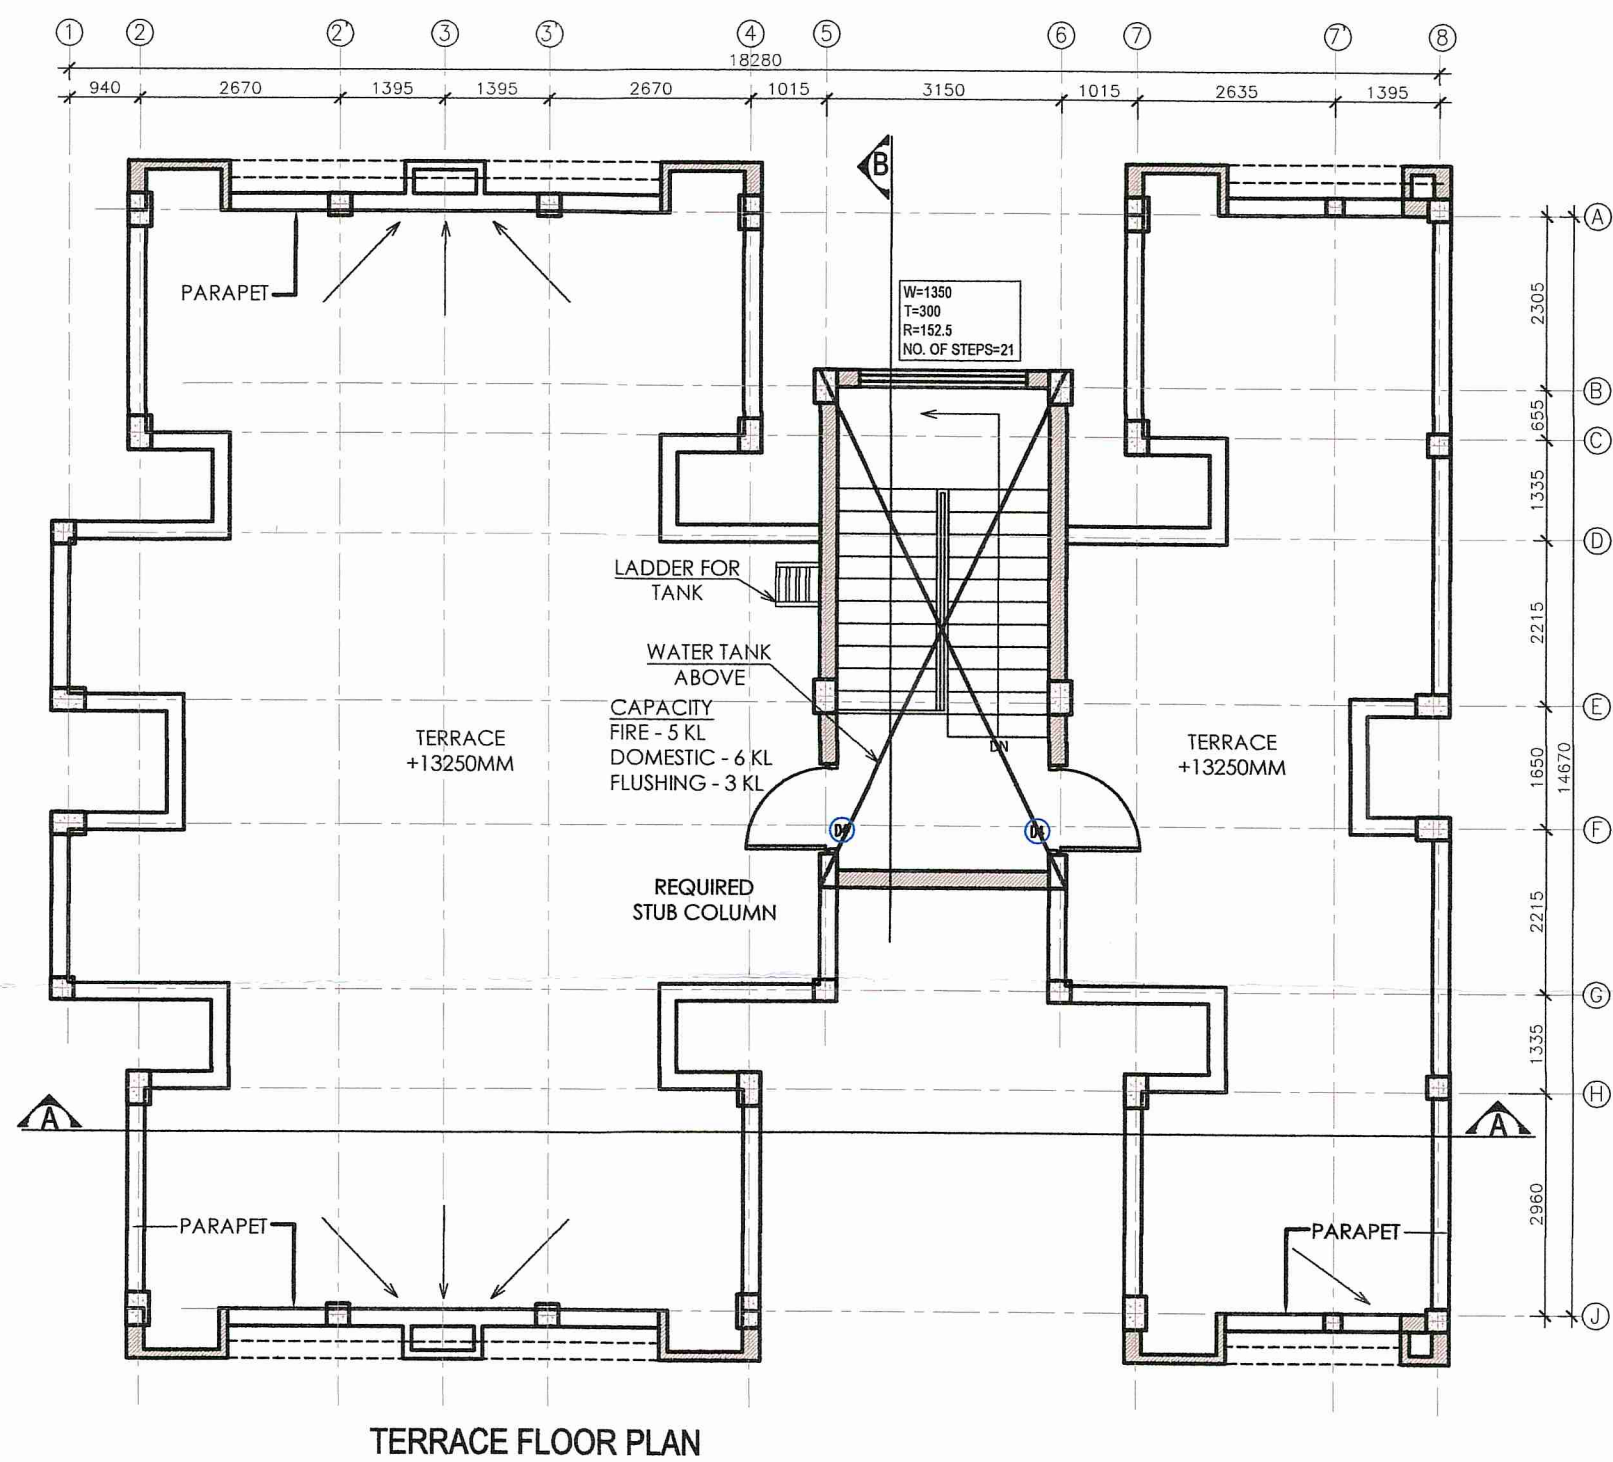 1 2 2' 3 3' 4 5 6 7 7' 8
18280
940 2670 1395 1395 2670 1015 3150 1015 2635 1395
B
A
W=1350
T=300
R=152.5
NO. OF STEPS=21
PARAPET
2305
B
655
C
1335
D
LADDER FOR
TANK
2215
WATER TANK
ABOVE
CAPACITY
FIRE - 5 KL
DOMESTIC - 6 KL
FLUSHING - 3 KL
E
TERRACE
+13250MM
DN
TERRACE
+13250MM
1650
14670
F
D1
REQUIRED
STUB COLUMN
2215
G
1335
H
A
A
2960
PARAPET
PARAPET
J
TERRACE FLOOR PLAN